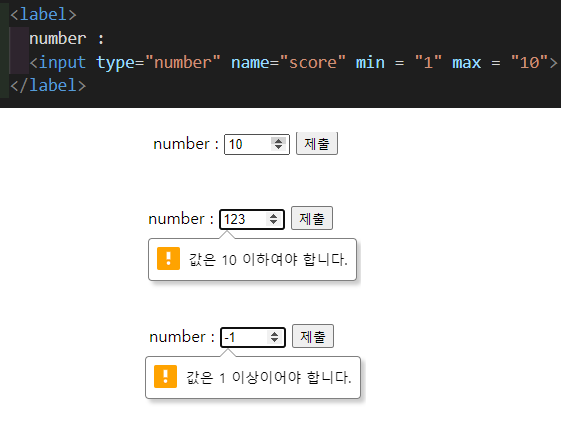 <label>
number :
<input type="number" name="score" min = "1" max = "10">
</label>
number : 10 제출
number : 123 제출
값은 10 이하여야 합니다.
number : -1 제출
값은 1 이상이어야 합니다.